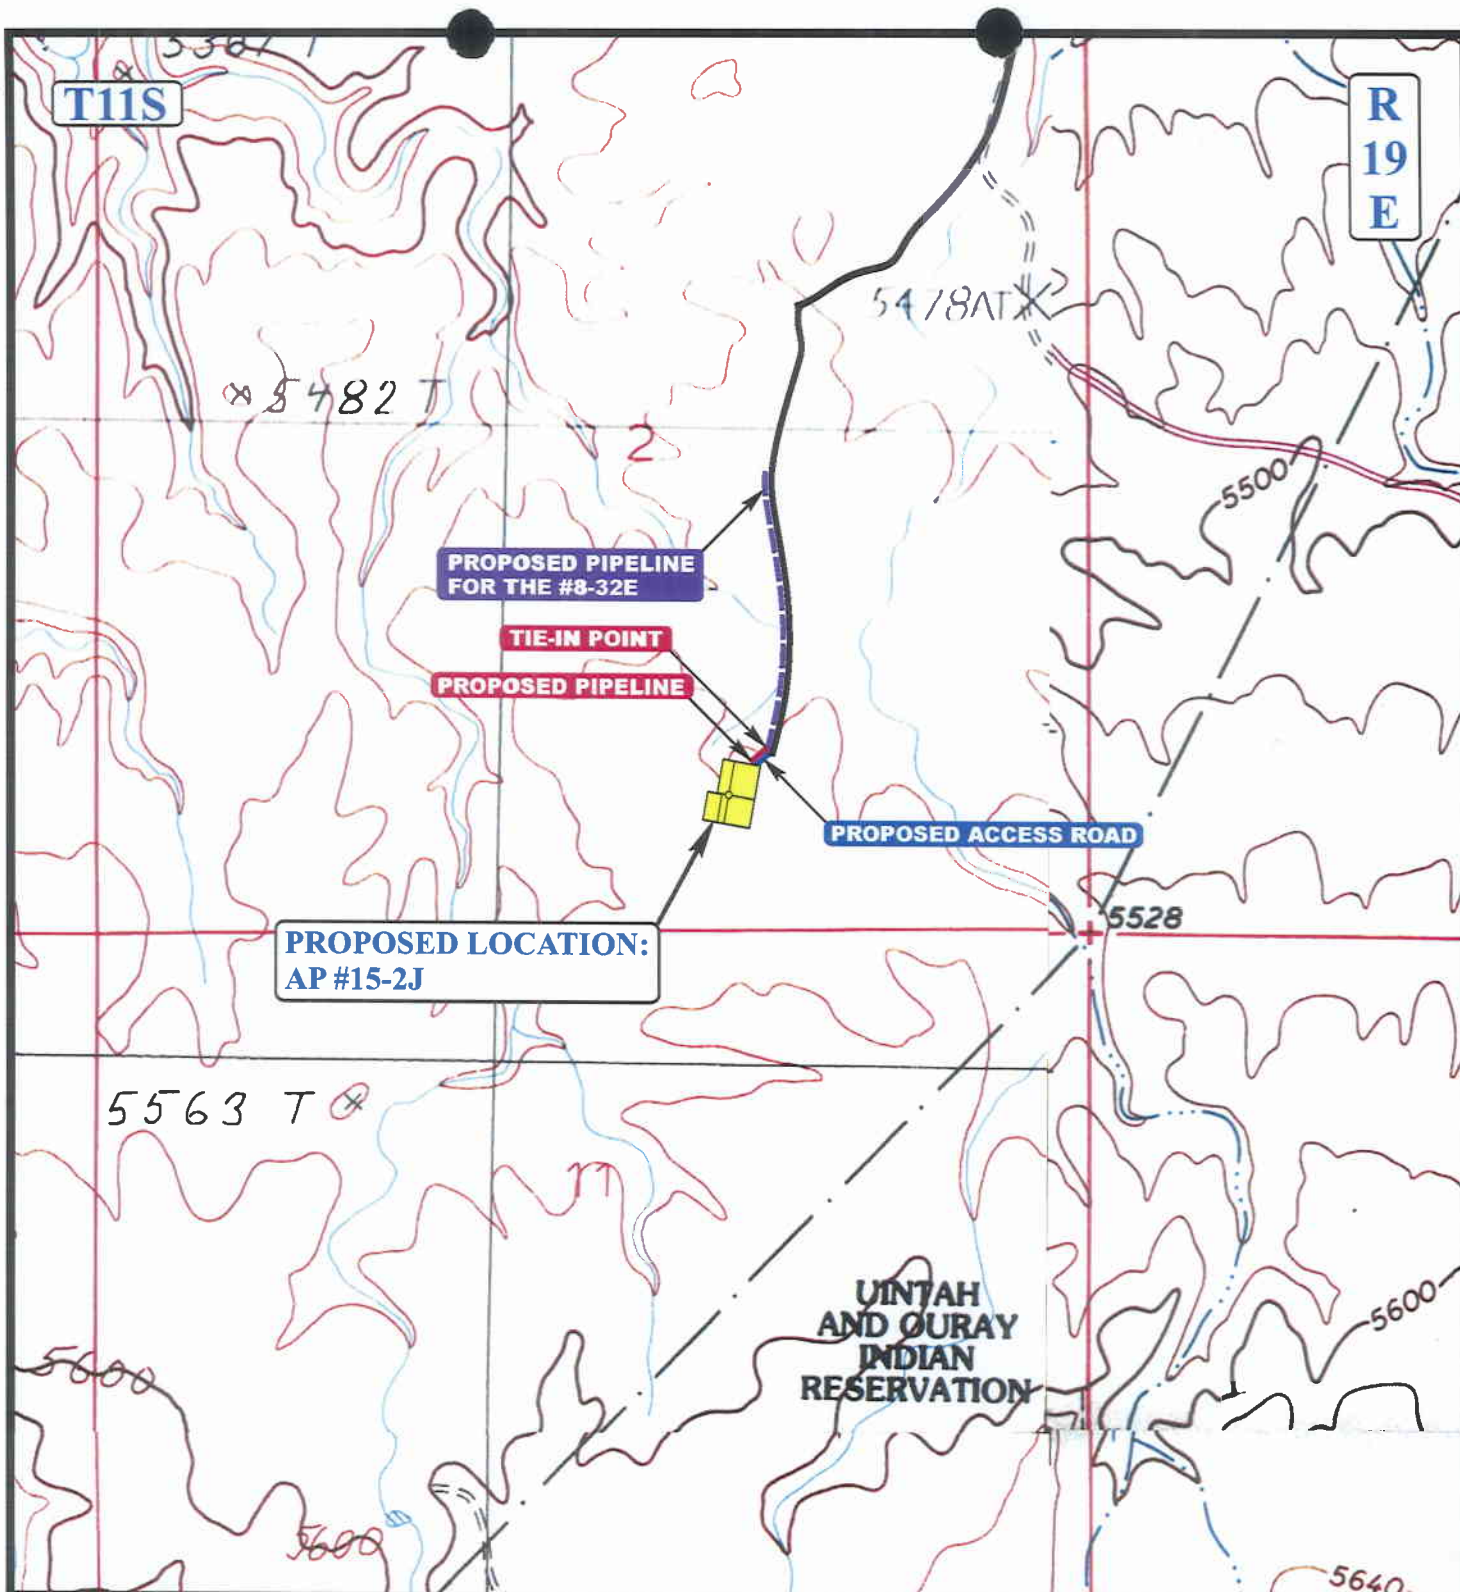 T11S
R
19
E
5478AT
5482 T
2
5500
PROPOSED PIPELINE
FOR THE #8-32E
TIE-IN POINT
PROPOSED PIPELINE
PROPOSED ACCESS ROAD
5528
PROPOSED LOCATION:
AP #15-2J
5563 T
11
UINTAH
AND OURAY
INDIAN
RESERVATION
5600
5600
5600
5640